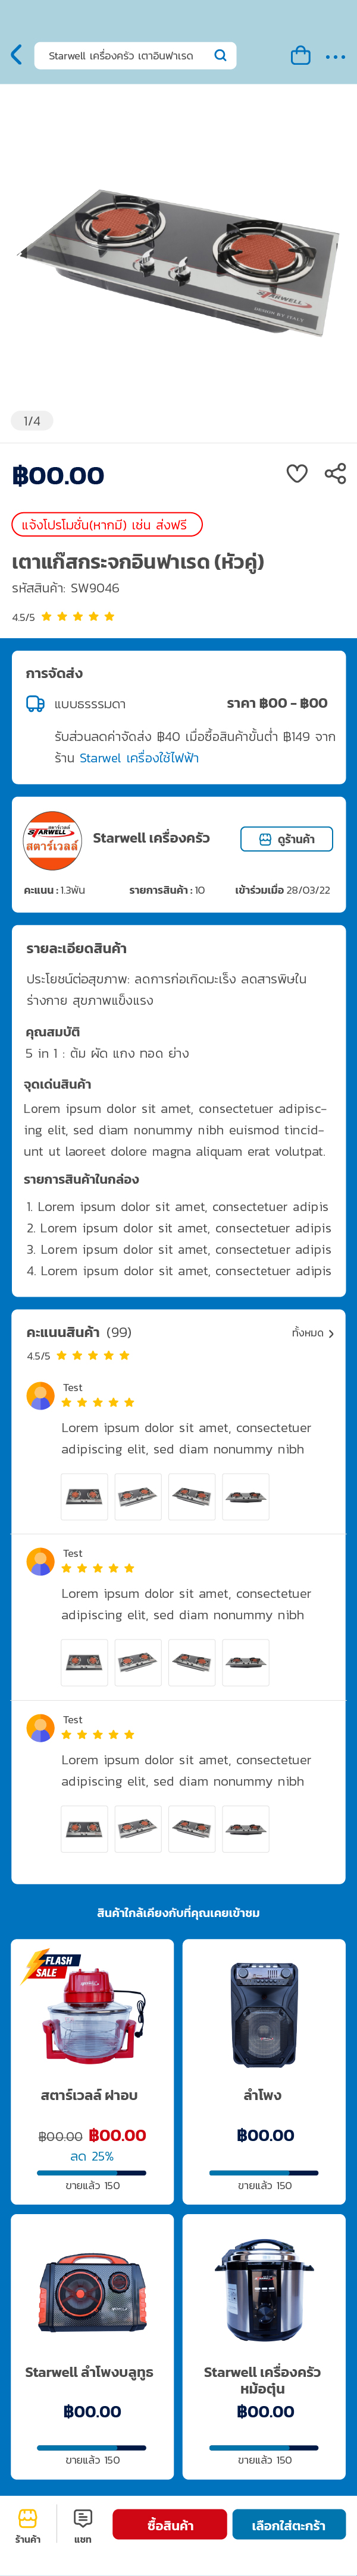 Starwell เครื่องครัว เตาอินฟาเรด
STARWELL
DESIGN BY ITALY
1/4
฿00.00
แจ้งโปรโมชั่น(หากมี) เช่น ส่งฟรี
เตาแก๊สกระจกอินฟาเรด (หัวคู่)
รหัสสินค้า: SW9046
4.5/5
การจัดส่ง
แบบธรรรมดา
ราคา ฿00 - ฿00
รับส่วนลดค่าจัดส่ง ฿40 เมื่อซื้อสินค้าขั้นต่ำ ฿149 จาก
ร้าน Starwel เครื่องใช้ไฟฟ้า
สตาร์เวลล์
STARWELL
สตาร์เวลล์
Starwell เครื่องครัว
ดูร้านค้า
คะแนน : 1.3พัน
รายการสินค้า : 10
เข้าร่วมเมื่อ 28/03/22
รายละเอียดสินค้า
ประโยชน์ต่อสุขภาพ: ลดการก่อเกิดมะเร็ง ลดสารพิษใน
ร่างกาย สุขภาพแข็งแรง
คุณสมบัติ
5 in 1 : ต้ม ผัด แกง ทอด ย่าง
จุดเด่นสินค้า
Lorem ipsum dolor sit amet, consectetuer adipisc-
ing elit, sed diam nonummy nibh euismod tincid-
unt ut laoreet dolore magna aliquam erat volutpat.
รายการสินค้าในกล่อง
1. Lorem ipsum dolor sit amet, consectetuer adipis
2. Lorem ipsum dolor sit amet, consectetuer adipis
3. Lorem ipsum dolor sit amet, consectetuer adipis
4. Lorem ipsum dolor sit amet, consectetuer adipis
คะแนนสินค้า (99)
ทั้งหมด
4.5/5
Test
Lorem ipsum dolor sit amet, consectetuer
adipiscing elit, sed diam nonummy nibh
Test
Lorem ipsum dolor sit amet, consectetuer
adipiscing elit, sed diam nonummy nibh
Test
Lorem ipsum dolor sit amet, consectetuer
adipiscing elit, sed diam nonummy nibh
สินค้าใกล้เคียงกับที่คุณเคยเข้าชม
FLASH
SALE
สตาร์เวลล์ ฝาอบ
฿00.00 ฿00.00
ลด 25%
ขายแล้ว 150
ลำโพง
฿00.00
ขายแล้ว 150
Starwell ลำโพงบลูทูธ
฿00.00
ขายแล้ว 150
Starwell เครื่องครัว
หม้อตุ๋น
฿00.00
ขายแล้ว 150
ร้านค้า
แชท
ซื้อสินค้า
เลือกใส่ตะกร้า